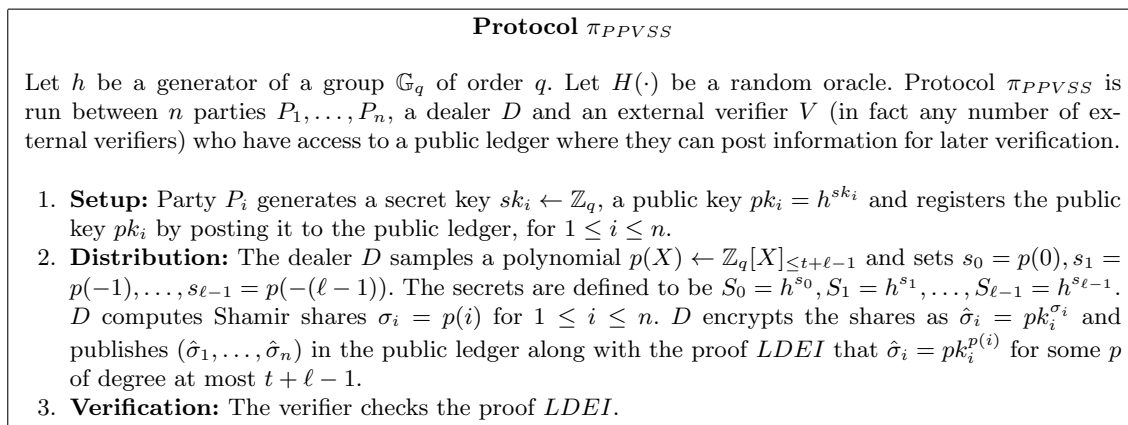 Protocol π_{PPVSS}
Let h be a generator of a group 𝔾_q of order q. Let H(·) be a random oracle. Protocol π_{PPVSS} is
run between n parties P_1, . . . , P_n, a dealer D and an external verifier V (in fact any number of ex-
ternal verifiers) who have access to a public ledger where they can post information for later verification.
1. Setup: Party P_i generates a secret key sk_i ← ℤ_q, a public key pk_i = h^{sk_i} and registers the public
key pk_i by posting it to the public ledger, for 1 ≤ i ≤ n.
2. Distribution: The dealer D samples a polynomial p(X) ← ℤ_q[X]_{≤t+ℓ−1} and sets s_0 = p(0), s_1 =
p(−1), . . . , s_{ℓ−1} = p(−(ℓ − 1)). The secrets are defined to be S_0 = h^{s_0}, S_1 = h^{s_1}, . . . , S_{ℓ−1} = h^{s_{ℓ−1}}.
D computes Shamir shares σ_i = p(i) for 1 ≤ i ≤ n. D encrypts the shares as σ̂_i = pk_i^{σ_i} and
publishes (σ̂_1, . . . , σ̂_n) in the public ledger along with the proof LDEI that σ̂_i = pk_i^{p(i)} for some p
of degree at most t + ℓ − 1.
3. Verification: The verifier checks the proof LDEI.